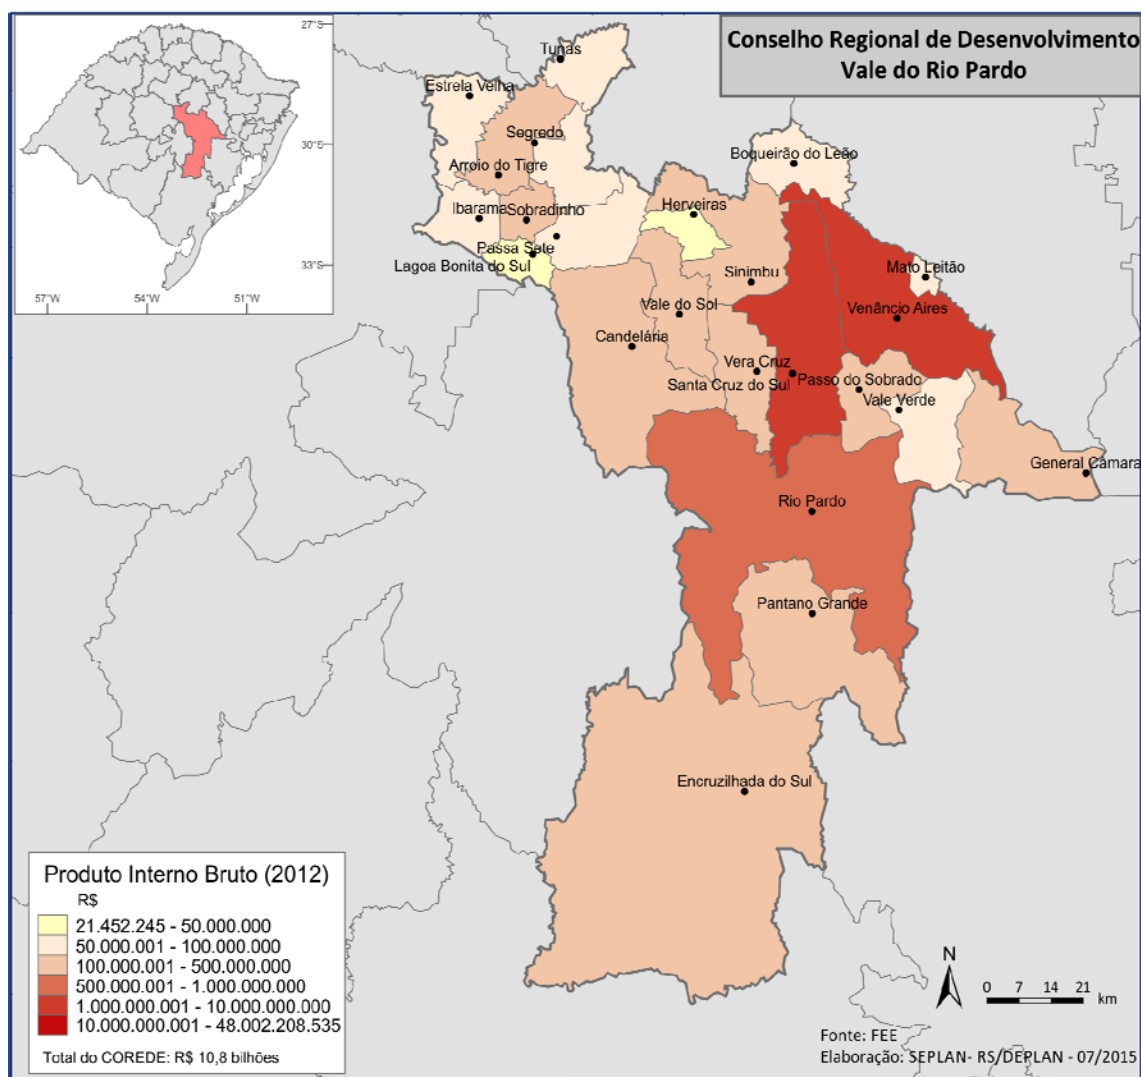 Conselho Regional de Desenvolvimento
Vale do Rio Pardo
27°S
30°S
33°S
57°W
54°W
51°W
Tunas
Estrela Velha
Segredo
Arroio do Tigre
Boqueirão do Leão
Ibarama
Sobradinho
Herveiras
Passa Sete
Lagoa Bonita do Sul
Sinimbu
Mato Leitão
Vale do Sol
Venâncio Aires
Candelária
Vera Cruz
Santa Cruz do Sul
Passo do Sobrado
Vale Verde
General Câmara
Rio Pardo
Pantano Grande
Encruzilhada do Sul
Produto Interno Bruto (2012)
R$
21.452.245 - 50.000.000
50.000.001 - 100.000.000
100.000.001 - 500.000.000
500.000.001 - 1.000.000.000
1.000.000.001 - 10.000.000.000
10.000.000.001 - 48.002.208.535
Total do COREDE: R$ 10,8 bilhões
N
0 7 14 21
km
Fonte: FEE
Elaboração: SEPLAN- RS/DEPLAN - 07/2015